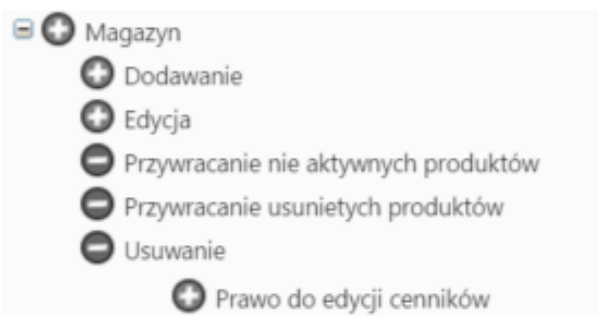 Magazyn
Dodawanie
Edycja
Przywracanie nie aktywnych produktów
Przywracanie usunietych produktów
Usuwanie
Prawo do edycji cenników